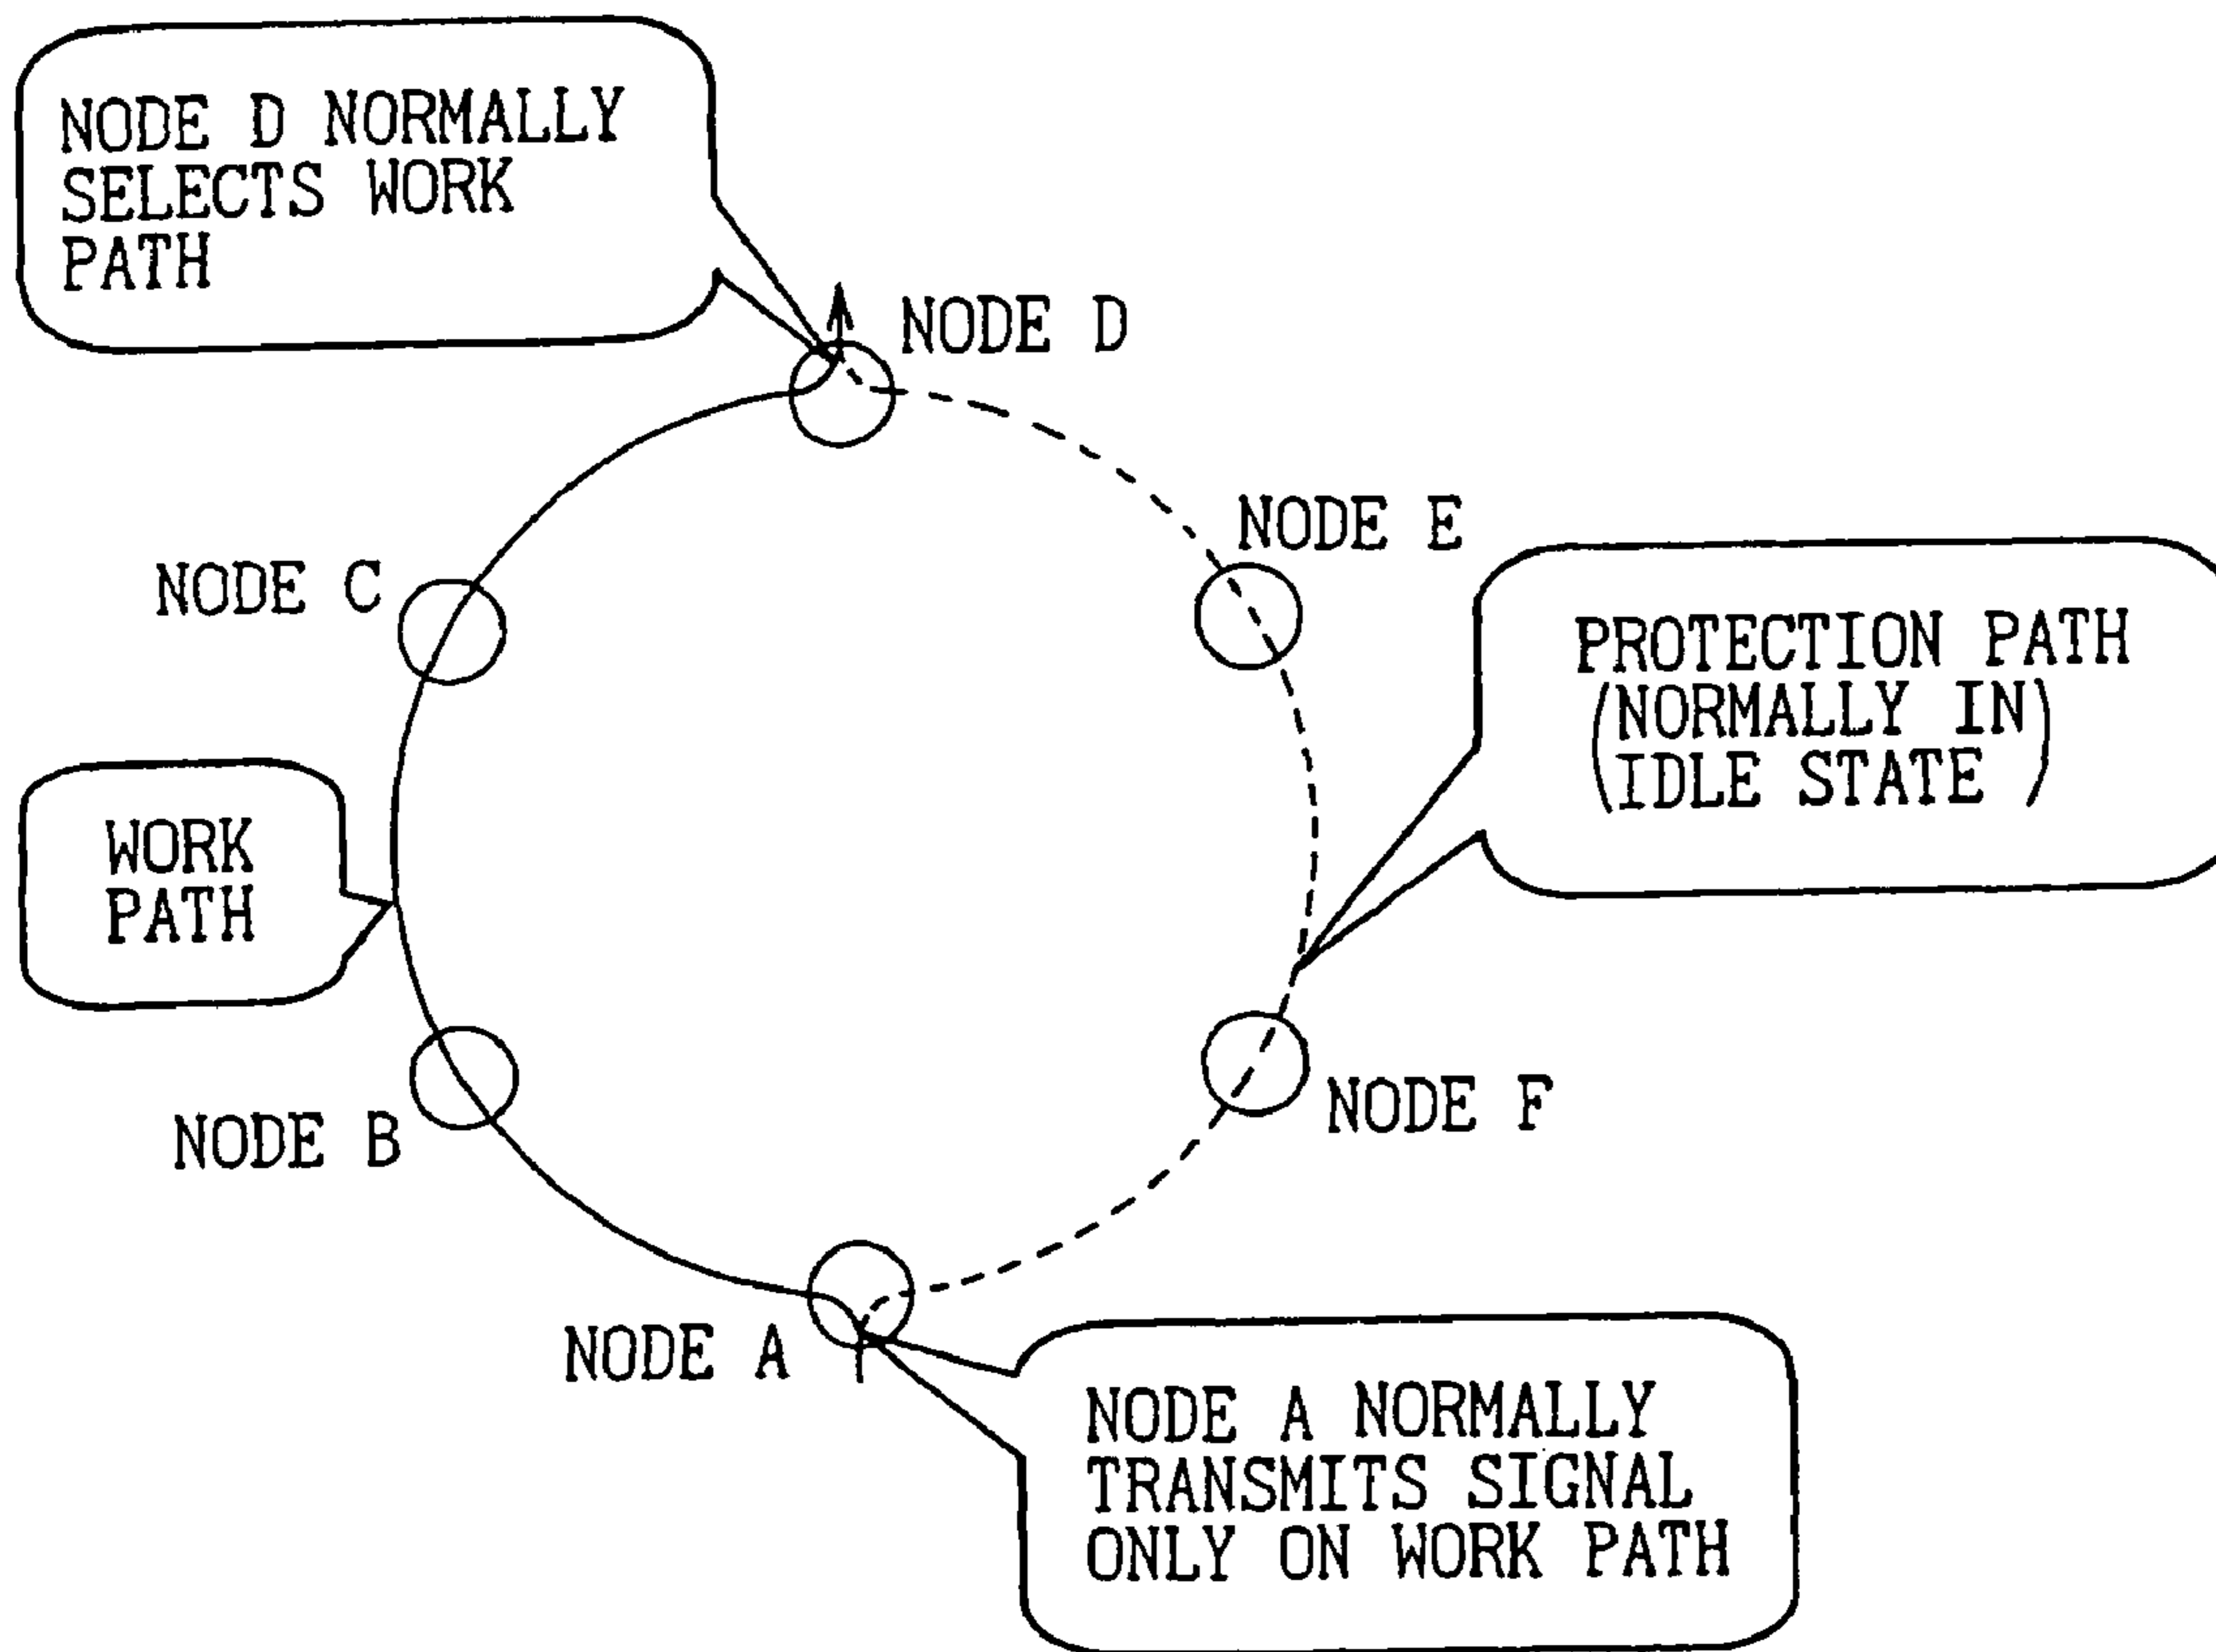 NODE D NORMALLY
SELECTS WORK
PATH
NODE D
NODE E
NODE C
PROTECTION PATH
(NORMALLY IN
IDLE STATE)
WORK
PATH
NODE F
NODE B
NODE A
NODE A NORMALLY
TRANSMITS SIGNAL
ONLY ON WORK PATH